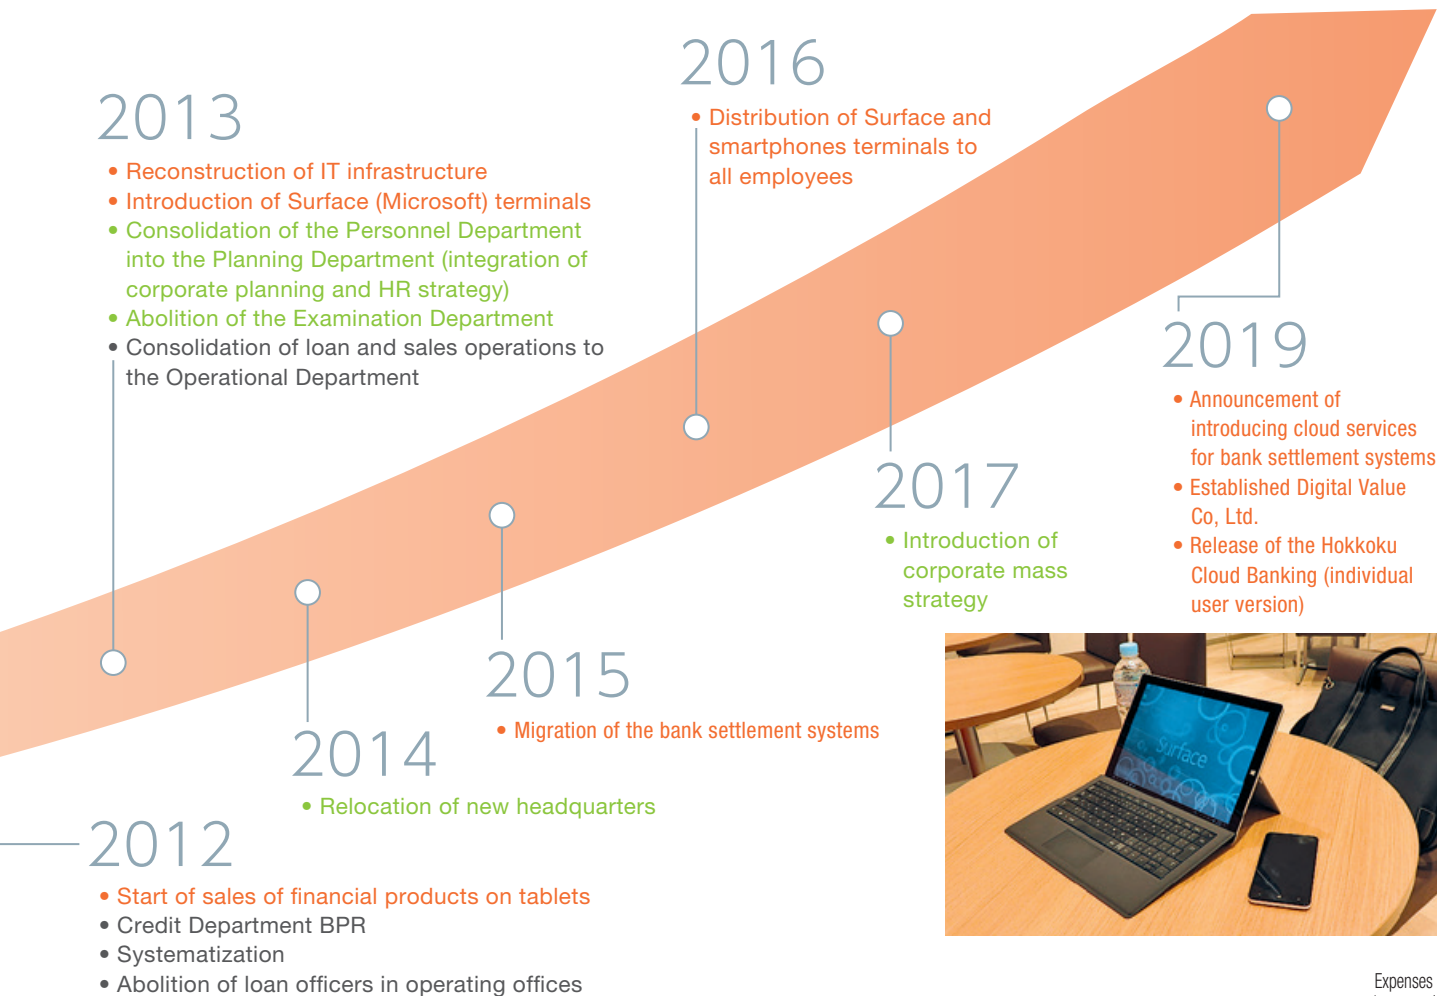 2013
• Reconstruction of IT infrastructure
• Introduction of Surface (Microsoft) terminals
• Consolidation of the Personnel Department
into the Planning Department (integration of
corporate planning and HR strategy)
• Abolition of the Examination Department
• Consolidation of loan and sales operations to
the Operational Department
2016
• Distribution of Surface and
smartphones terminals to
all employees
2019
• Announcement of
introducing cloud services
for bank settlement systems
• Established Digital Value
Co, Ltd.
• Release of the Hokkoku
Cloud Banking (individual
user version)
2017
• Introduction of
corporate mass
strategy
2015
• Migration of the bank settlement systems
2014
• Relocation of new headquarters
2012
• Start of sales of financial products on tablets
• Credit Department BPR
• Systematization
• Abolition of loan officers in operating offices
Surface
Expenses